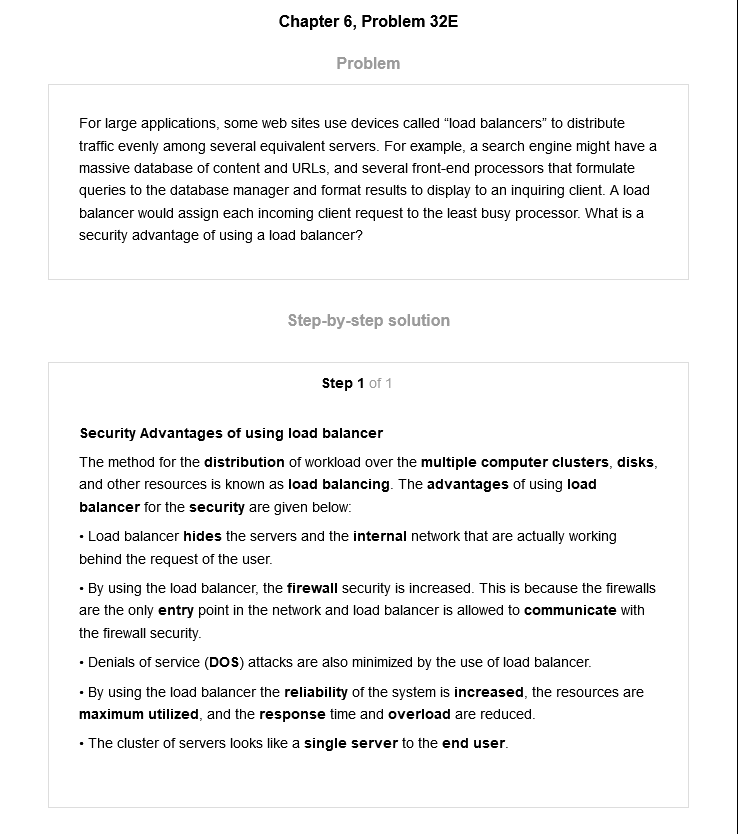 Chapter 6, Problem 32E
Problem
For large applications, some web sites use devices called “load balancers” to distribute
traffic evenly among several equivalent servers. For example, a search engine might have a
massive database of content and URLs, and several front-end processors that formulate
queries to the database manager and format results to display to an inquiring client. A load
balancer would assign each incoming client request to the least busy processor. What is a
security advantage of using a load balancer?
Step-by-step solution
Step 1 of 1
Security Advantages of using load balancer
The method for the distribution of workload over the multiple computer clusters, disks,
and other resources is known as load balancing. The advantages of using load
balancer for the security are given below:
• Load balancer hides the servers and the internal network that are actually working
behind the request of the user.
• By using the load balancer, the firewall security is increased. This is because the firewalls
are the only entry point in the network and load balancer is allowed to communicate with
the firewall security.
• Denials of service (DOS) attacks are also minimized by the use of load balancer.
• By using the load balancer the reliability of the system is increased, the resources are
maximum utilized, and the response time and overload are reduced.
• The cluster of servers looks like a single server to the end user.